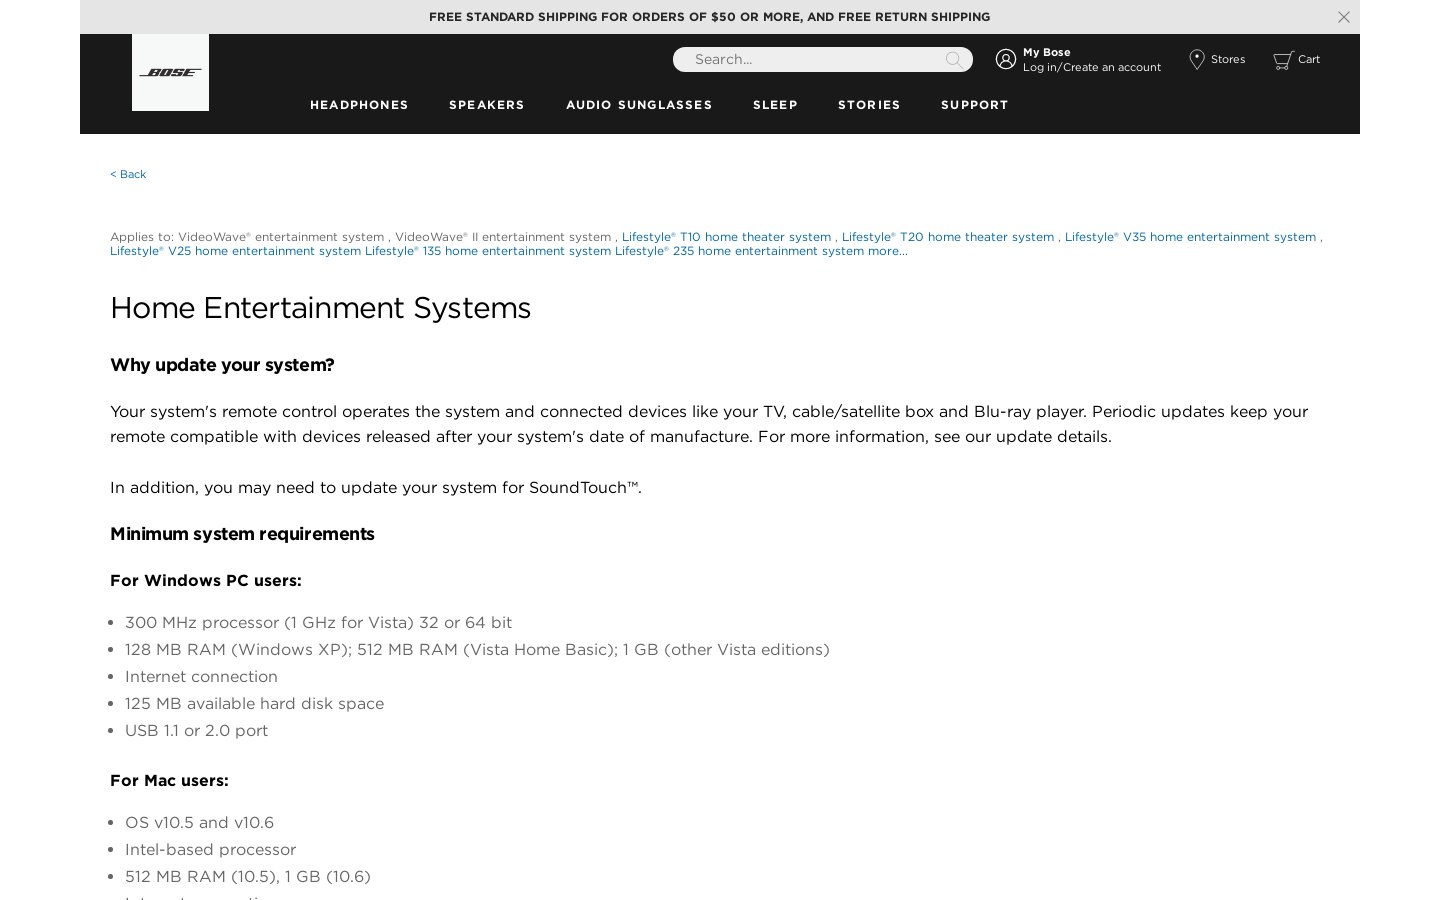 FREE STANDARD SHIPPING FOR ORDERS OF $50 OR MORE, AND FREE RETURN SHIPPING
BOSE
Search...
My Bose
Log in/Create an account
Stores
Cart
HEADPHONES SPEAKERS AUDIO SUNGLASSES SLEEP STORIES SUPPORT
< Back
Applies to: VideoWave® entertainment system , VideoWave® II entertainment system , Lifestyle® T10 home theater system , Lifestyle® T20 home theater system , Lifestyle® V35 home entertainment system ,
Lifestyle® V25 home entertainment system Lifestyle® 135 home entertainment system Lifestyle® 235 home entertainment system more...
Home Entertainment Systems
Why update your system?
Your system's remote control operates the system and connected devices like your TV, cable/satellite box and Blu-ray player. Periodic updates keep your
remote compatible with devices released after your system's date of manufacture. For more information, see our update details.
In addition, you may need to update your system for SoundTouch™.
Minimum system requirements
For Windows PC users:
• 300 MHz processor (1 GHz for Vista) 32 or 64 bit
• 128 MB RAM (Windows XP); 512 MB RAM (Vista Home Basic); 1 GB (other Vista editions)
• Internet connection
• 125 MB available hard disk space
• USB 1.1 or 2.0 port
For Mac users:
• OS v10.5 and v10.6
• Intel-based processor
• 512 MB RAM (10.5), 1 GB (10.6)